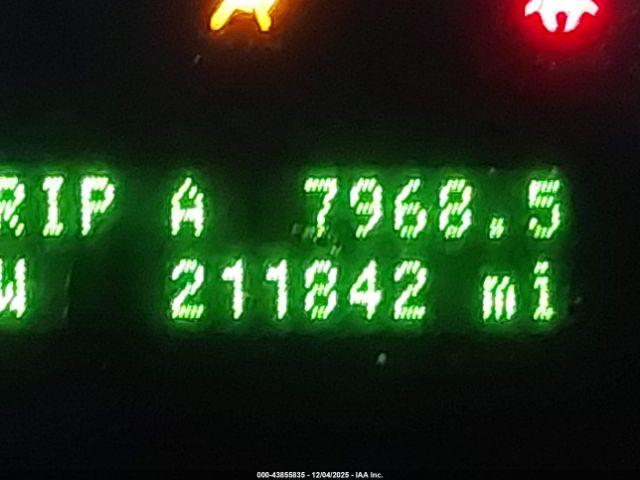 RIP A 7968.5
W 211842 mi
000-43855835 - 12/04/2025 - IAA Inc.